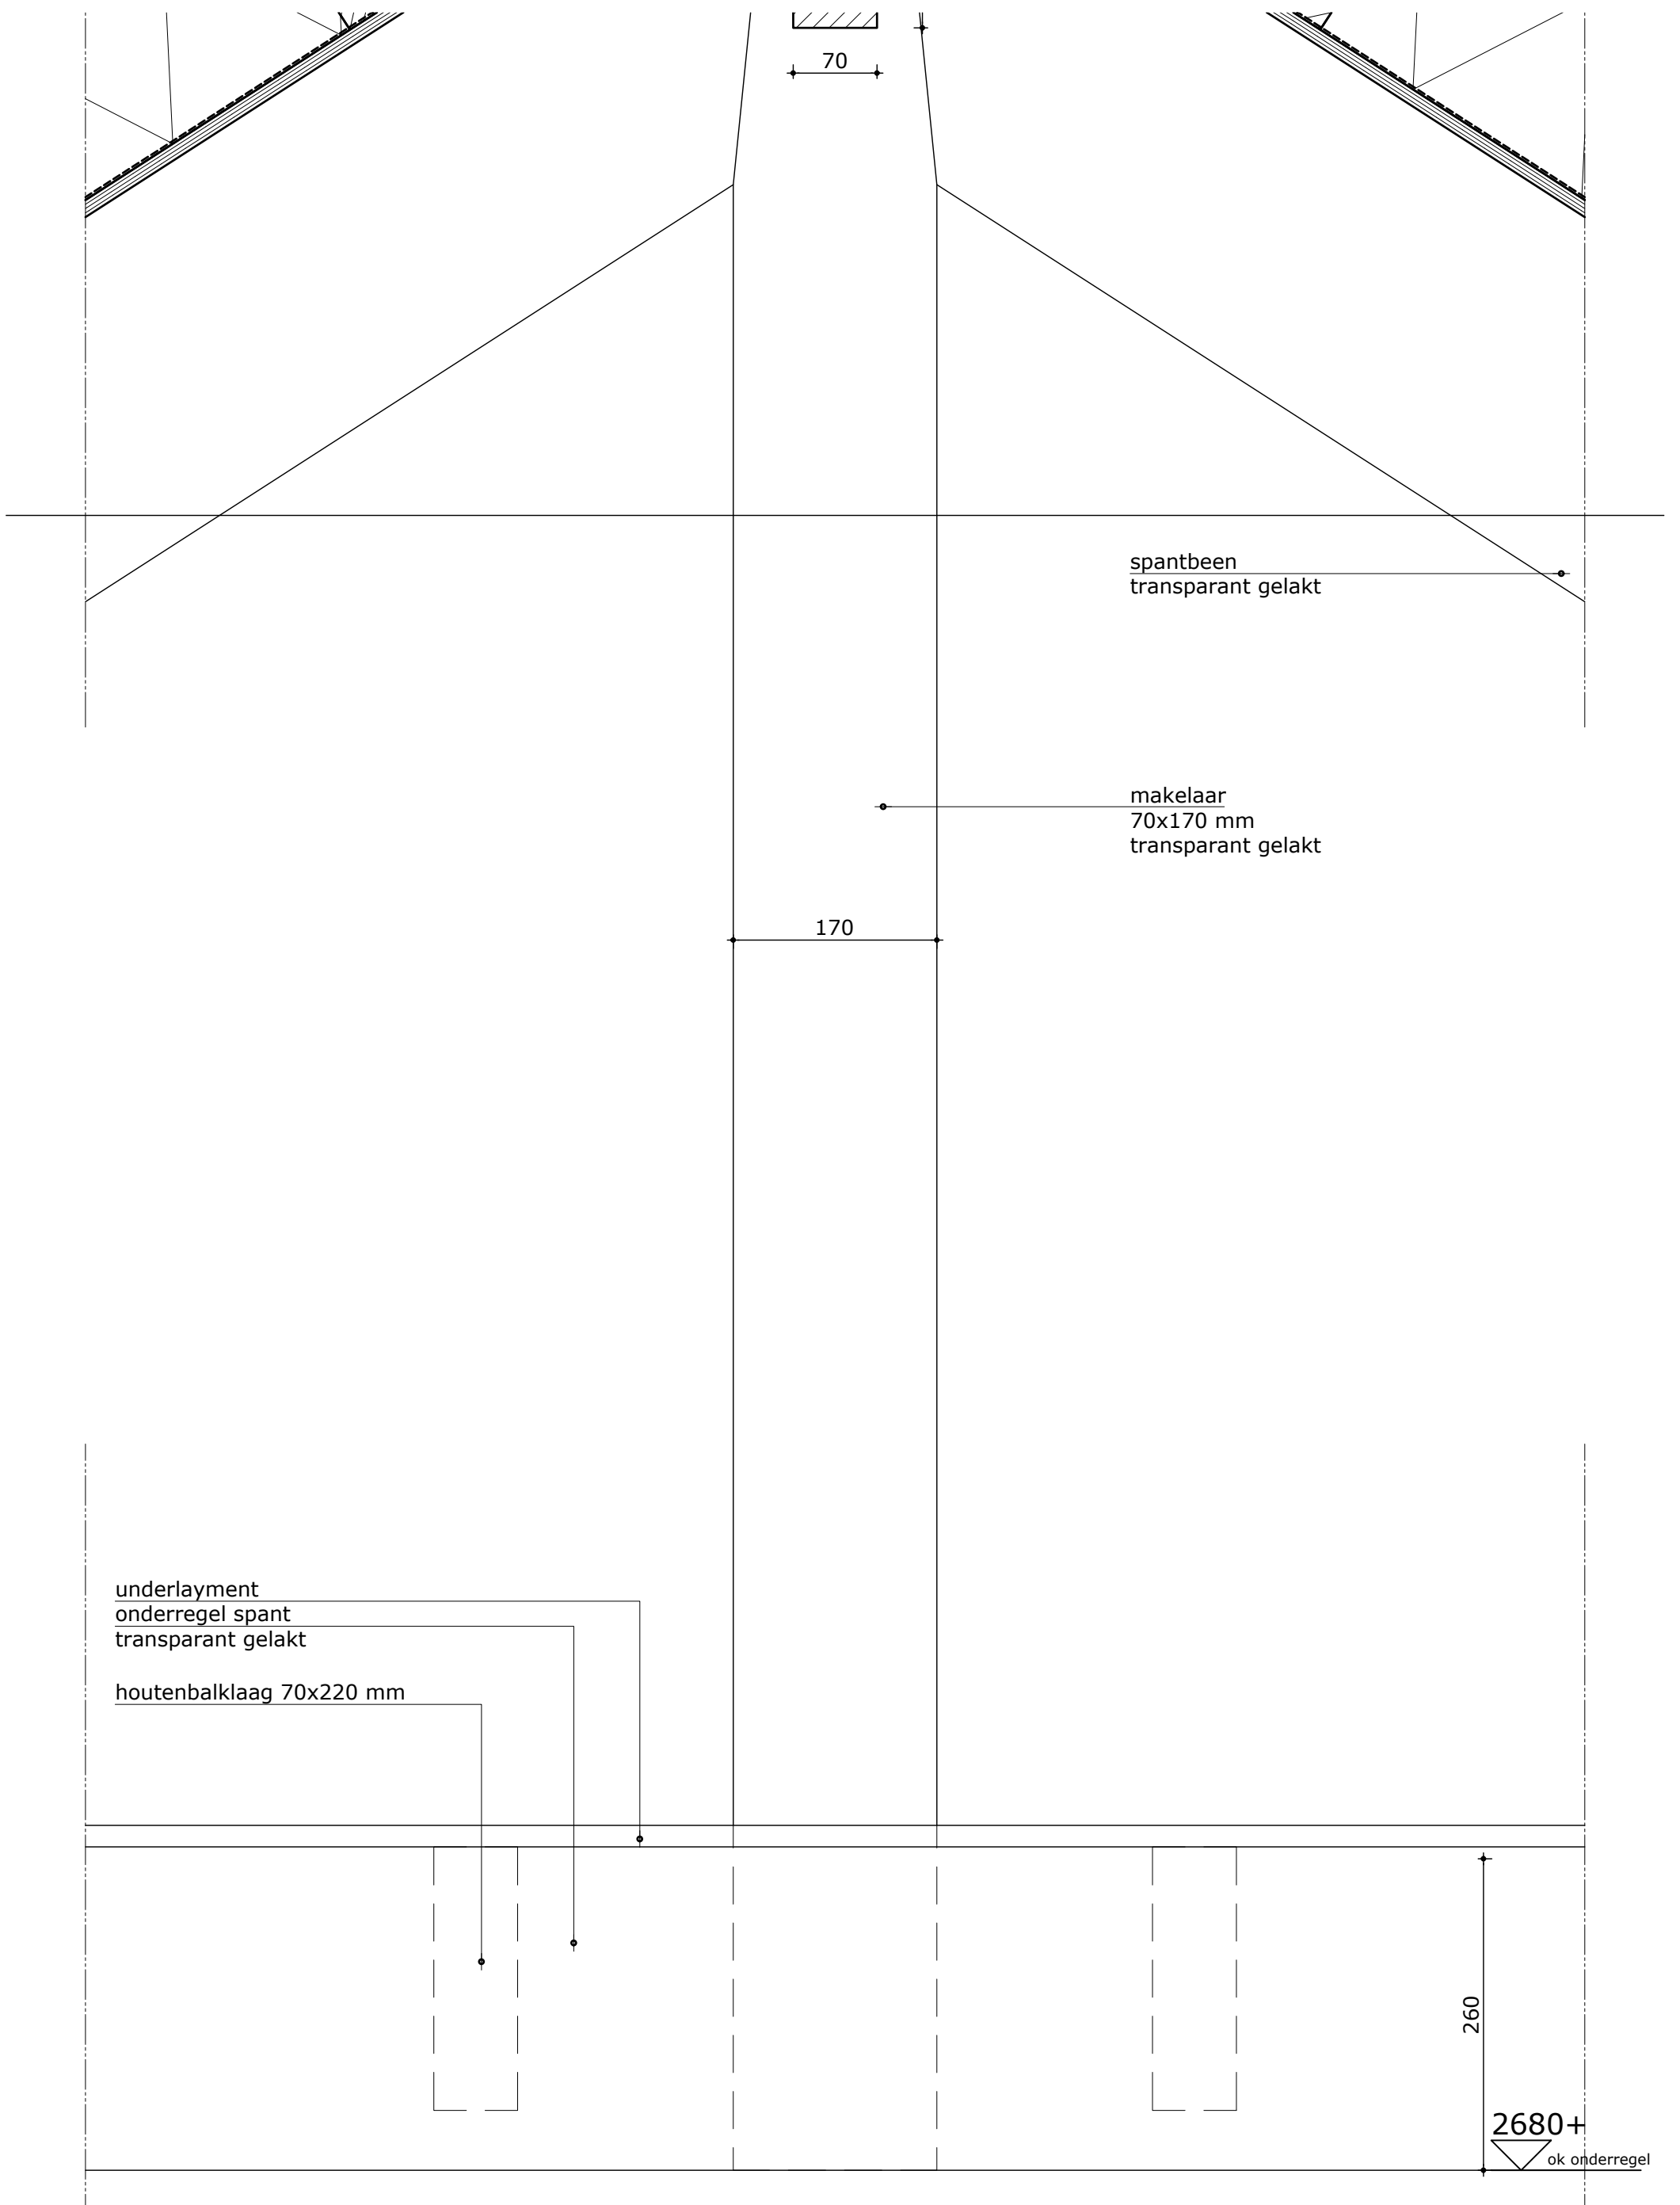 70
spantbeen
transparant gelakt
makelaar
70x170 mm
transparant gelakt
170
underlayment
onderregel spant
transparant gelakt
houtenbalklaag 70x220 mm
260
2680+
ok onderregel